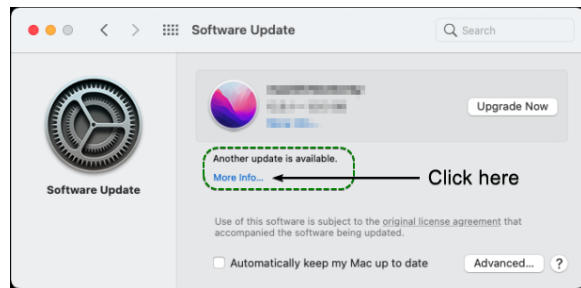 Software Update
Search
Upgrade Now
Another update is available.
More Info...
Click here
Software Update
Use of this software is subject to the original license agreement that
accompanied the software being updated.
Automatically keep my Mac up to date
Advanced...
?